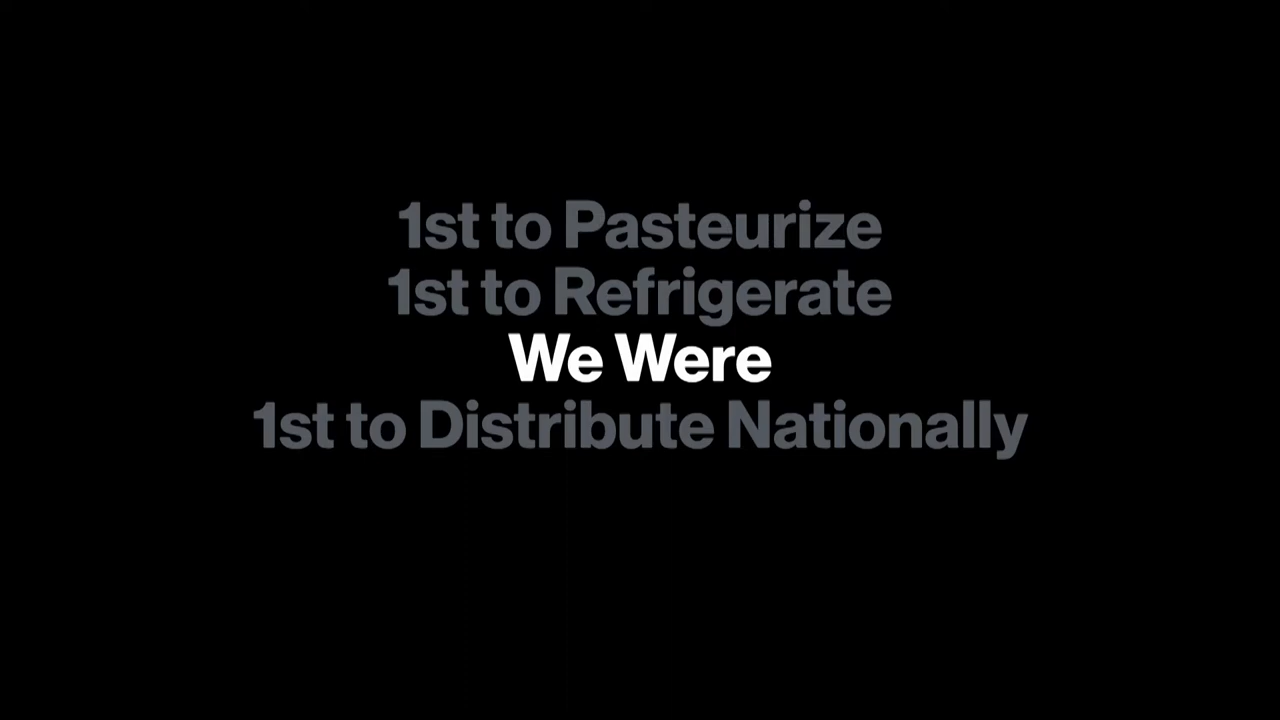 1st to Pasteurize
1st to Refrigerate
We Were
1st to Distribute Nationally